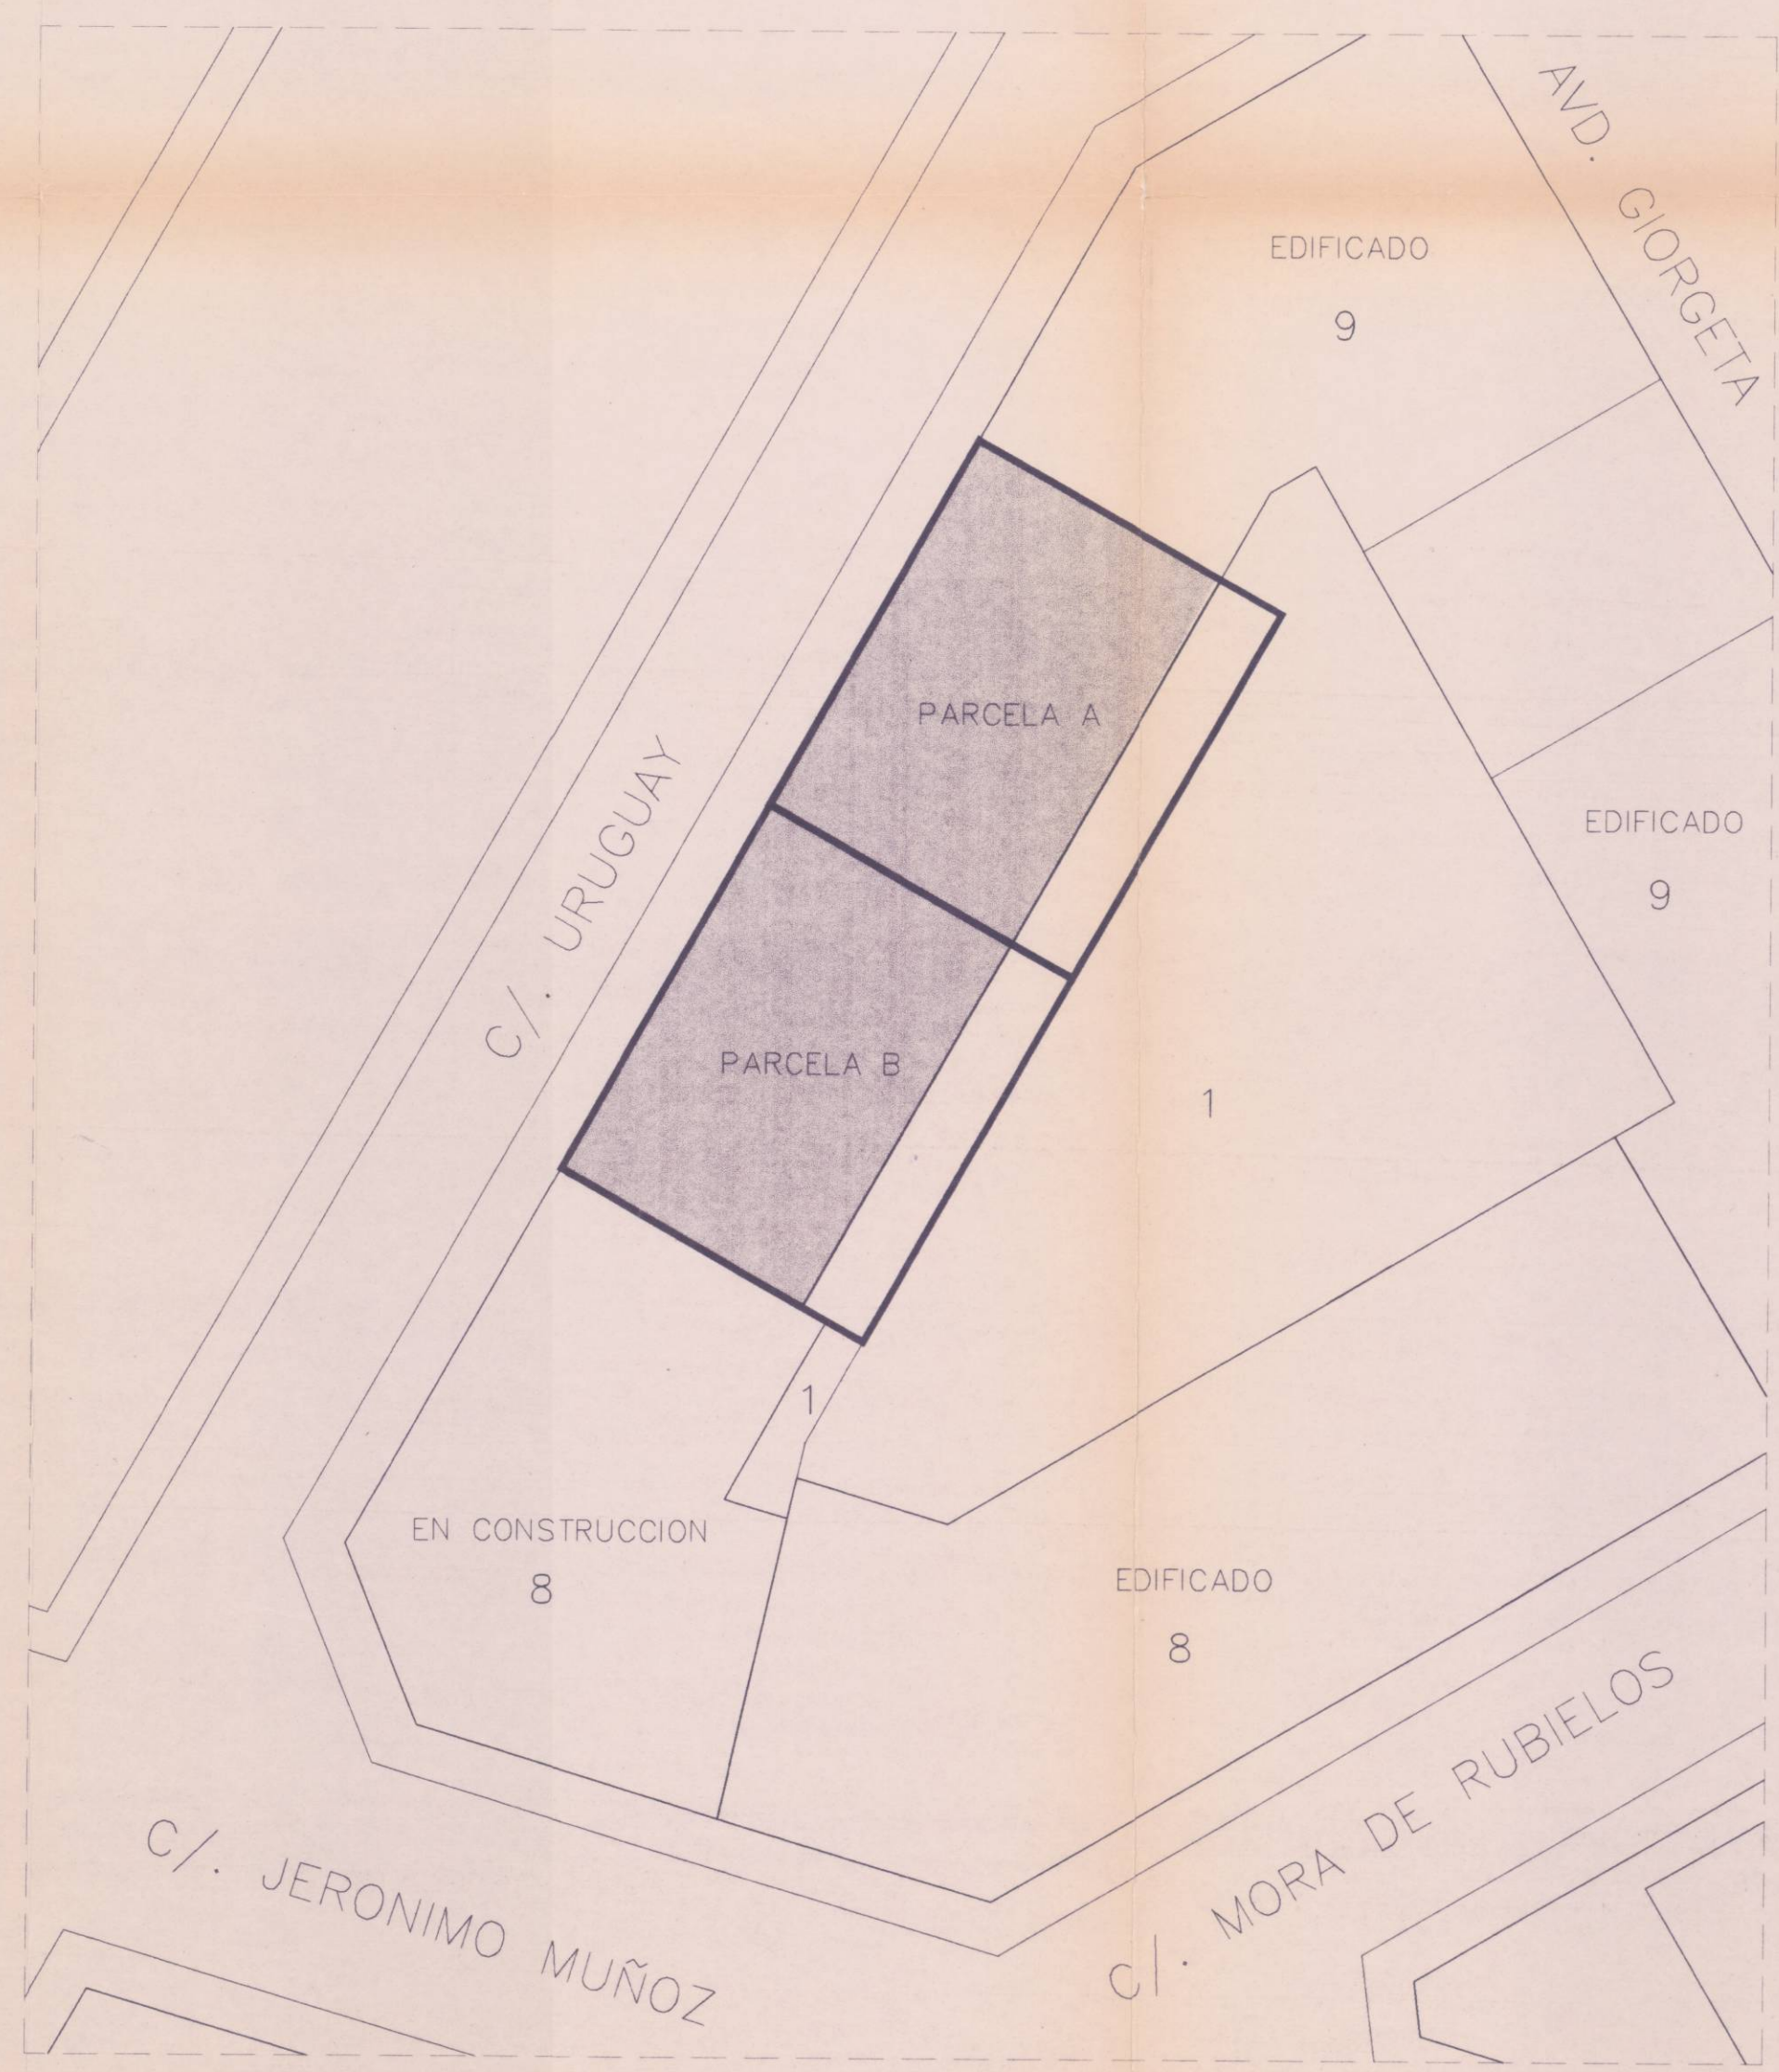 AVD. GIORGETA
EDIFICADO
9
PARCELA A
C/. URUGUAY
EDIFICADO
9
PARCELA B
1
1
EN CONSTRUCCION
8
EDIFICADO
8
C/. JERONIMO MUÑOZ
C/. MORA DE RUBIELOS